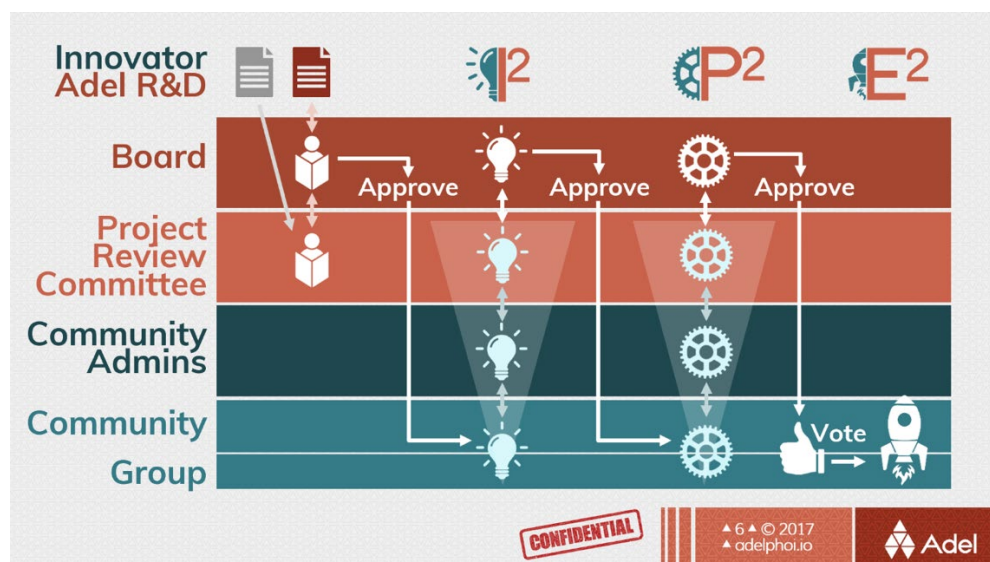 Innovator
Adel R&D
I²
P²
E²
Board
Approve
Approve
Approve
Project
Review
Committee
Community
Admins
Community
Vote
Group
CONFIDENTIAL
▲ 6 ▲ © 2017
▲ adelphoi.io
Adel